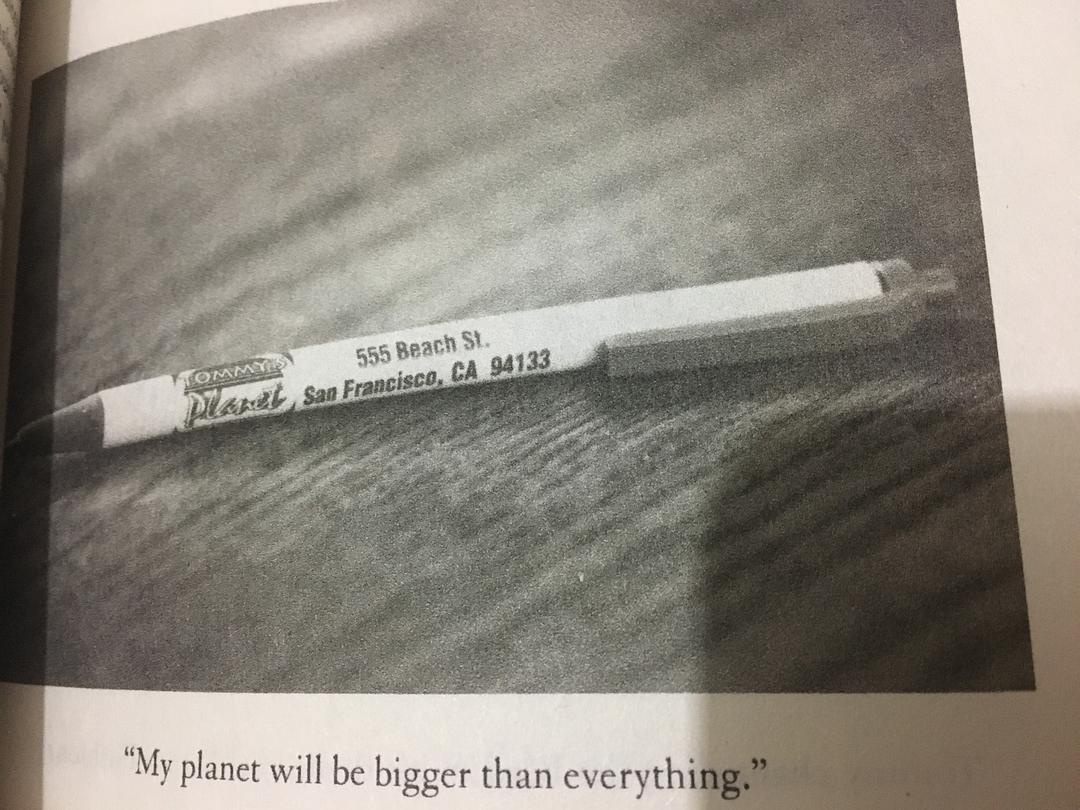 TOMMY'S
Planet
555 Beach St.
San Francisco, CA 94133
“My planet will be bigger than everything.”